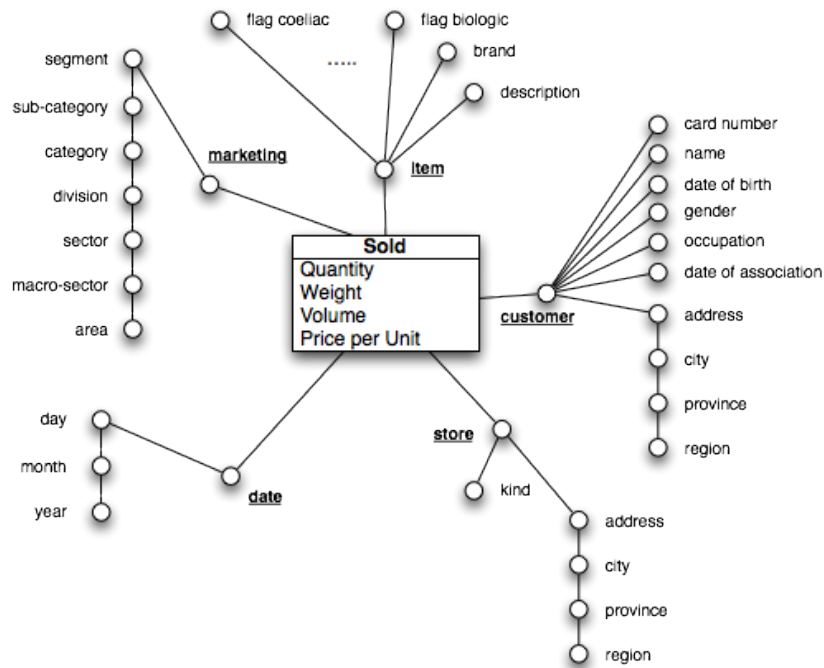 flag coeliac
flag biologic
.....
brand
description
segment
sub-category
category
division
sector
macro-sector
area
marketing
item
card number
name
date of birth
gender
occupation
date of association
address
city
province
region
customer
Sold
Quantity
Weight
Volume
Price per Unit
day
month
year
date
store
kind
address
city
province
region